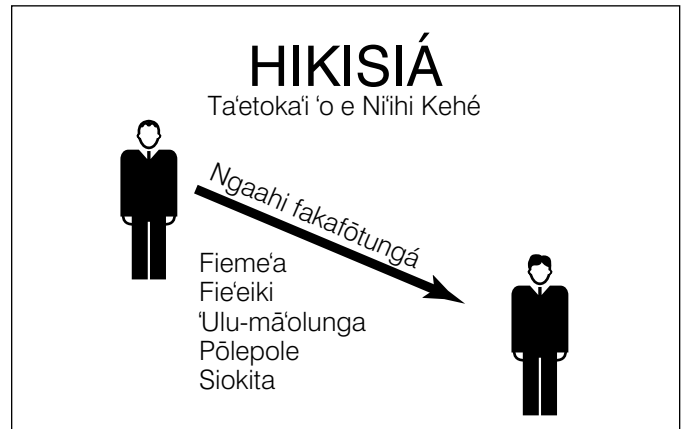 HIKISIÁ
Ta‘etoka‘i ‘o e Ni‘ihi Kehé
Ngaahi fakafōtungá
Fieme‘a
Fie‘eiki
‘Ulu-mā‘olunga
Pōlepole
Siokita